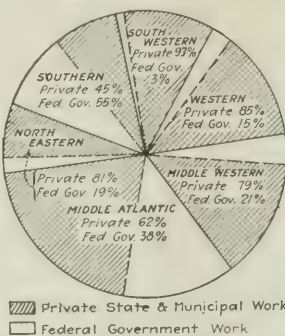 SOUTH
WESTERN
Private 97%
Fed Gov.
3%
SOUTHERN
Private 45%
Fed. Gov. 55%
WESTERN
Private 85%
Fed Gov. 15%
NORTH
EASTERN
Private 81%
Fed Gov 19%
MIDDLE WESTERN
Private 79%
Fed Gov. 21%
MIDDLE ATLANTIC
Private 62%
Fed Gov. 38%
Private State & Municipal Work
Federal Government Work